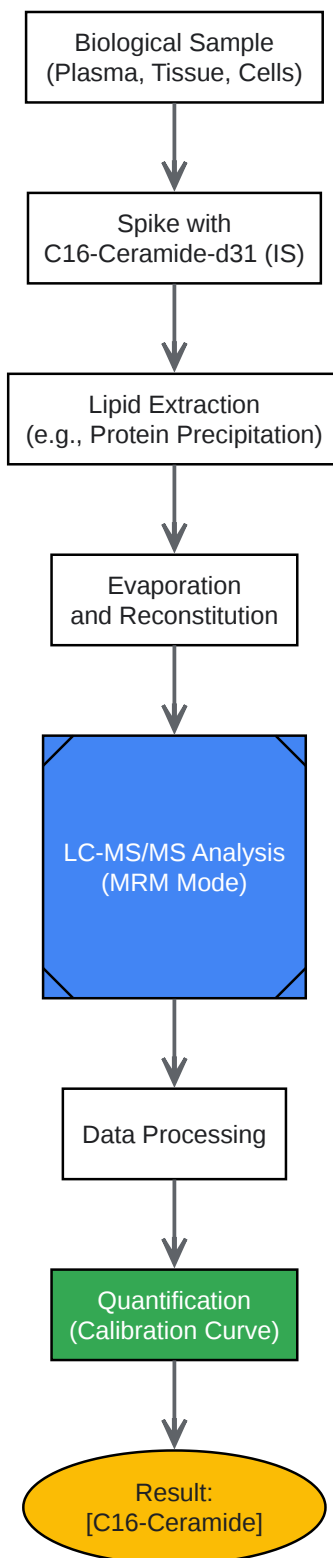 Biological Sample
(Plasma, Tissue, Cells)
Spike with
C16-Ceramide-d31 (IS)
Lipid Extraction
(e.g., Protein Precipitation)
Evaporation
and Reconstitution
LC-MS/MS Analysis
(MRM Mode)
Data Processing
Quantification
(Calibration Curve)
Result:
[C16-Ceramide]